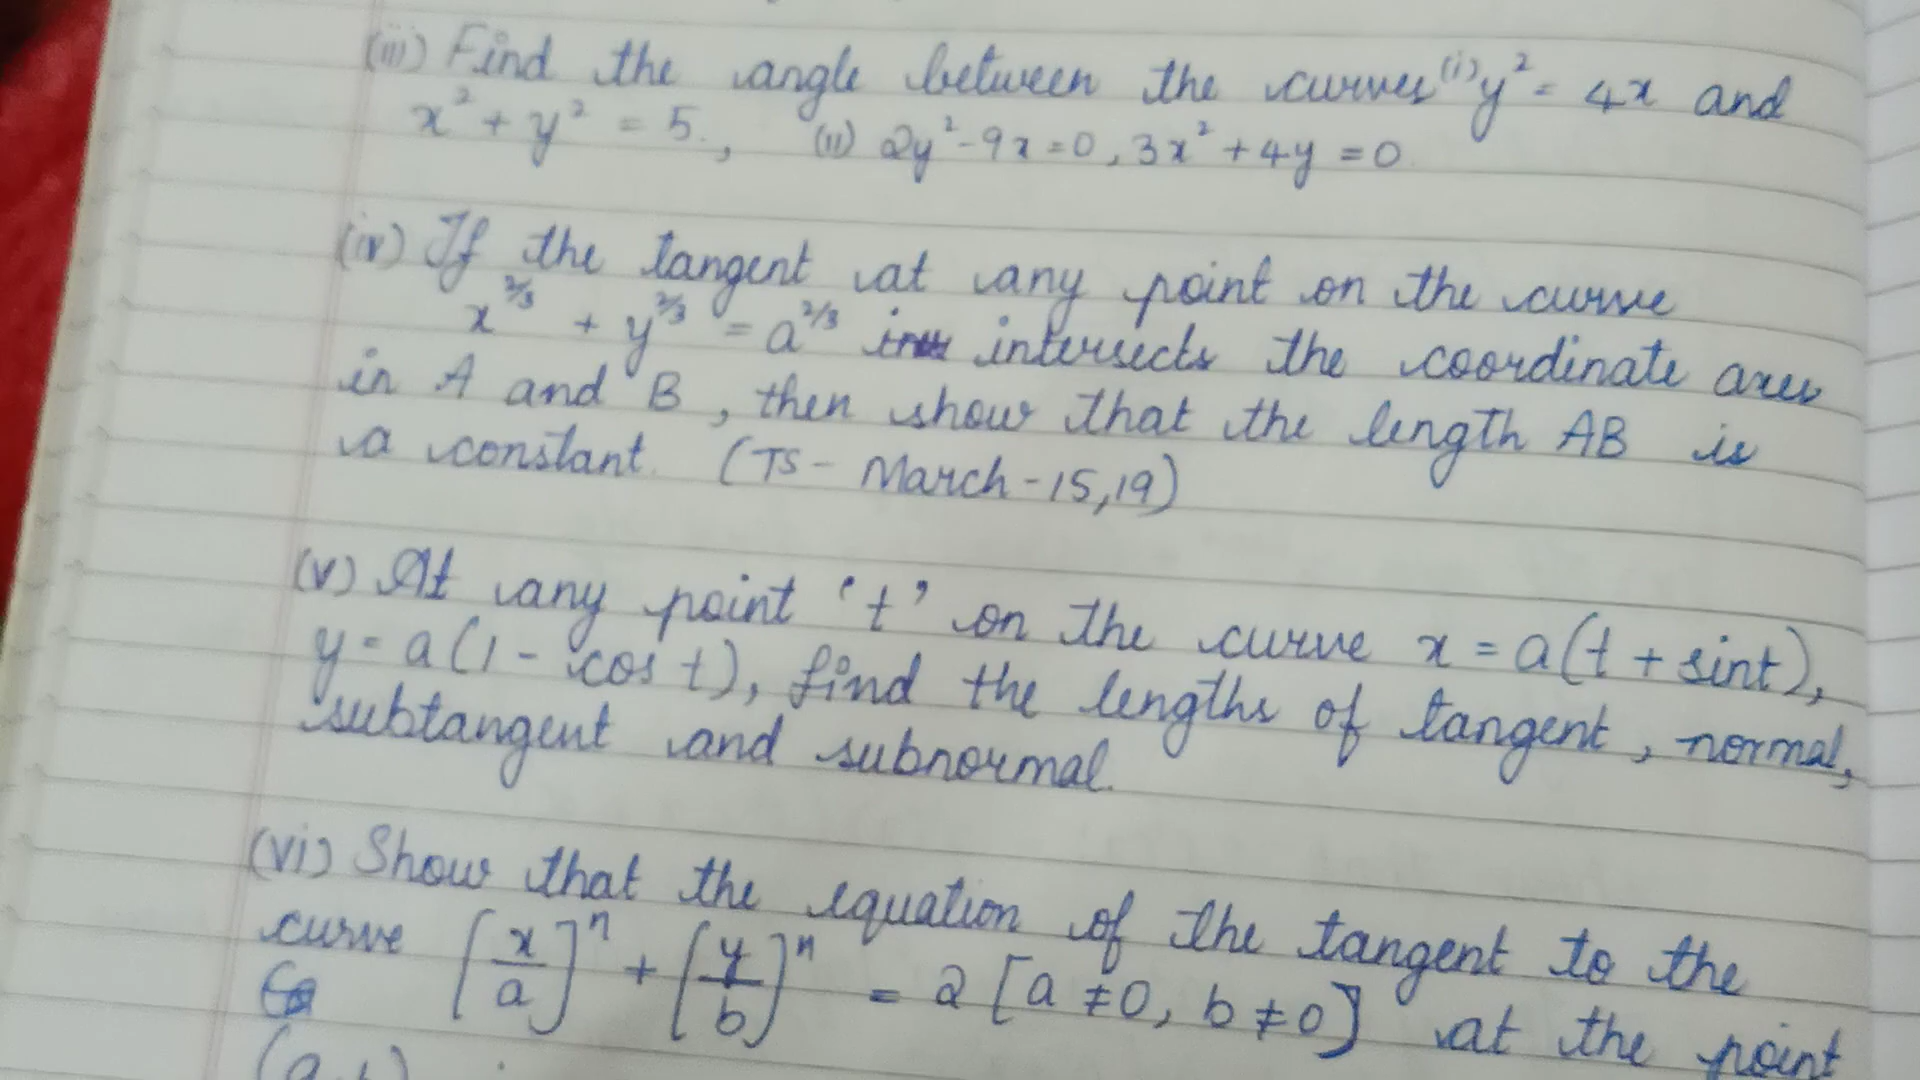 (iii) Find the angle between the curves (i) y² = 4x and
x² + y² = 5., (ii) 2y² - 9x = 0, 3x² + 4y = 0
(iv) If the tangent at any point on the curve
x^2/3 + y^2/3 = a^2/3 intersects the coordinate axes
in A and B, then show that the length AB is
a constant. (TS - March - 15,19)
(v) At any point 't' on the curve x = a(t + sint),
y = a(1 - cos t), find the lengths of tangent, normal,
subtangent and subnormal.
(vi) Show that the equation of the tangent to the
curve [x/a]^n + [y/b]^n = 2 [a ≠ 0, b ≠ 0] at the point